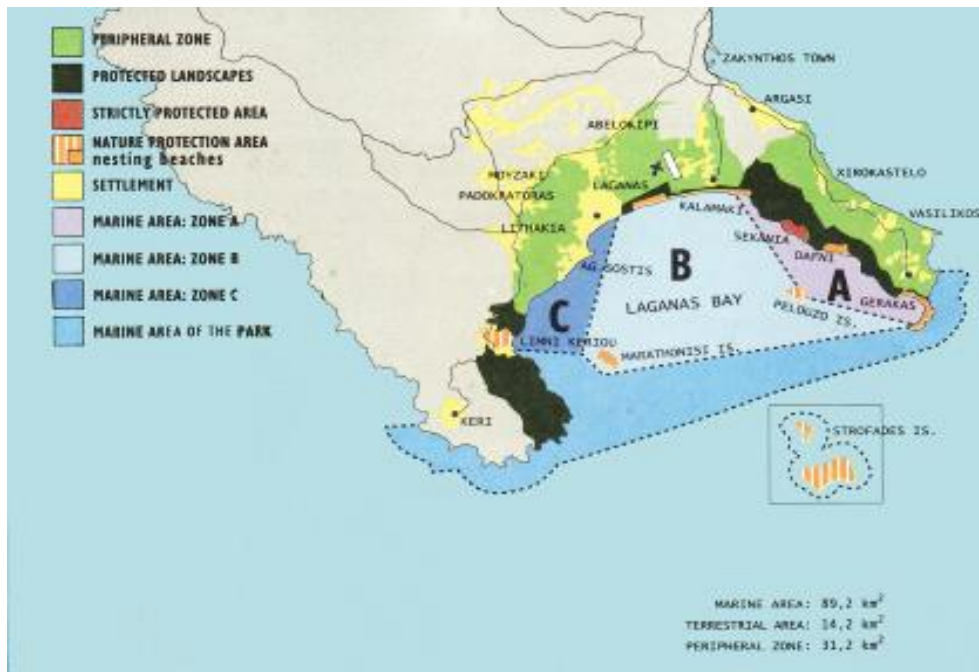 PERIPHERAL ZONE
PROTECTED LANDSCAPES
STRICTLY PROTECTED AREA
NATURE PROTECTION AREA
nesting beaches
SETTLEMENT
MARINE AREA: ZONE A
MARINE AREA: ZONE B
MARINE AREA: ZONE C
MARINE AREA OF THE PARK
ZAKYNTHOS TOWN
ARGASI
ABELOKIPI
MOYZAKI
PADOKRATORAS
LAGANAS
LITHAKIA
KALAMAKI
XIROKASTELO
VASILIKOS
SEKANIA
DAFNI
AG.SOSTIS
B
A
LAGANAS BAY
GERAKAS
PELOUZO IS.
C
LIMNI KERIOU
MARATHONISI IS.
KERI
STROFADES IS.
MARINE AREA: 89,2 km²
TERRESTRIAL AREA: 14,2 km²
PERIPHERAL ZONE: 31,2 km²